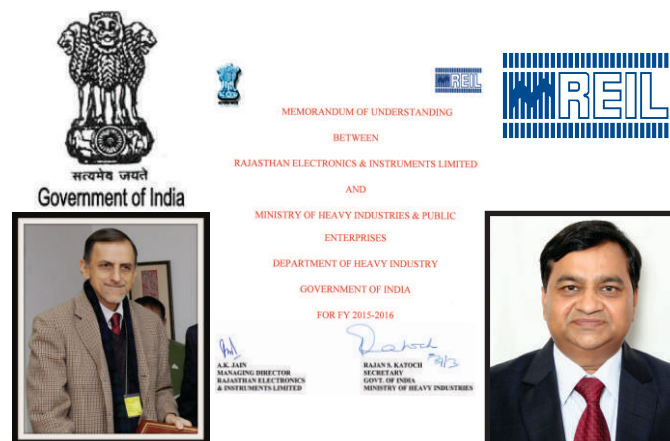 सत्यमेव जयते
Government of India
REIL
REIL
MEMORANDUM OF UNDERSTANDING
BETWEEN
RAJASTHAN ELECTRONICS & INSTRUMENTS LIMITED
AND
MINISTRY OF HEAVY INDUSTRIES & PUBLIC
ENTERPRISES
DEPARTMENT OF HEAVY INDUSTRY
GOVERNMENT OF INDIA
FOR FY 2015-2016
A.K. JAIN
MANAGING DIRECTOR
RAJASTHAN ELECTRONICS
& INSTRUMENTS LIMITED
Katoch
RAJAN S. KATOCH
SECRETARY
GOVT. OF INDIA
MINISTRY OF HEAVY INDUSTRIES